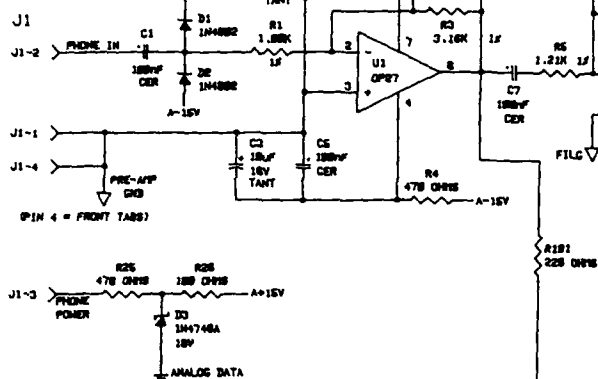 J1
TANT
D1
1N4002
J1-2
PHONE IN
C1
100nF
CER
R1
1.00K
1%
2
-
7
R3
3.16K
1%
U1
OP27
6
R5
1.21K 1%
C7
100nF
CER
D2
1N4002
A-15V
3
+
4
J1-1
J1-4
PRE-AMP
GND
(PIN 4 = FRONT TABS)
10uF
16V
TANT
C5
100nF
CER
R4
470 OHMS
A-15V
FILG
R101
220 OHMS
J1-3
PHONE
POWER
R25
470 OHMS
R26
100 OHMS
A+15V
D3
1N4746A
18V
ANALOG DATA